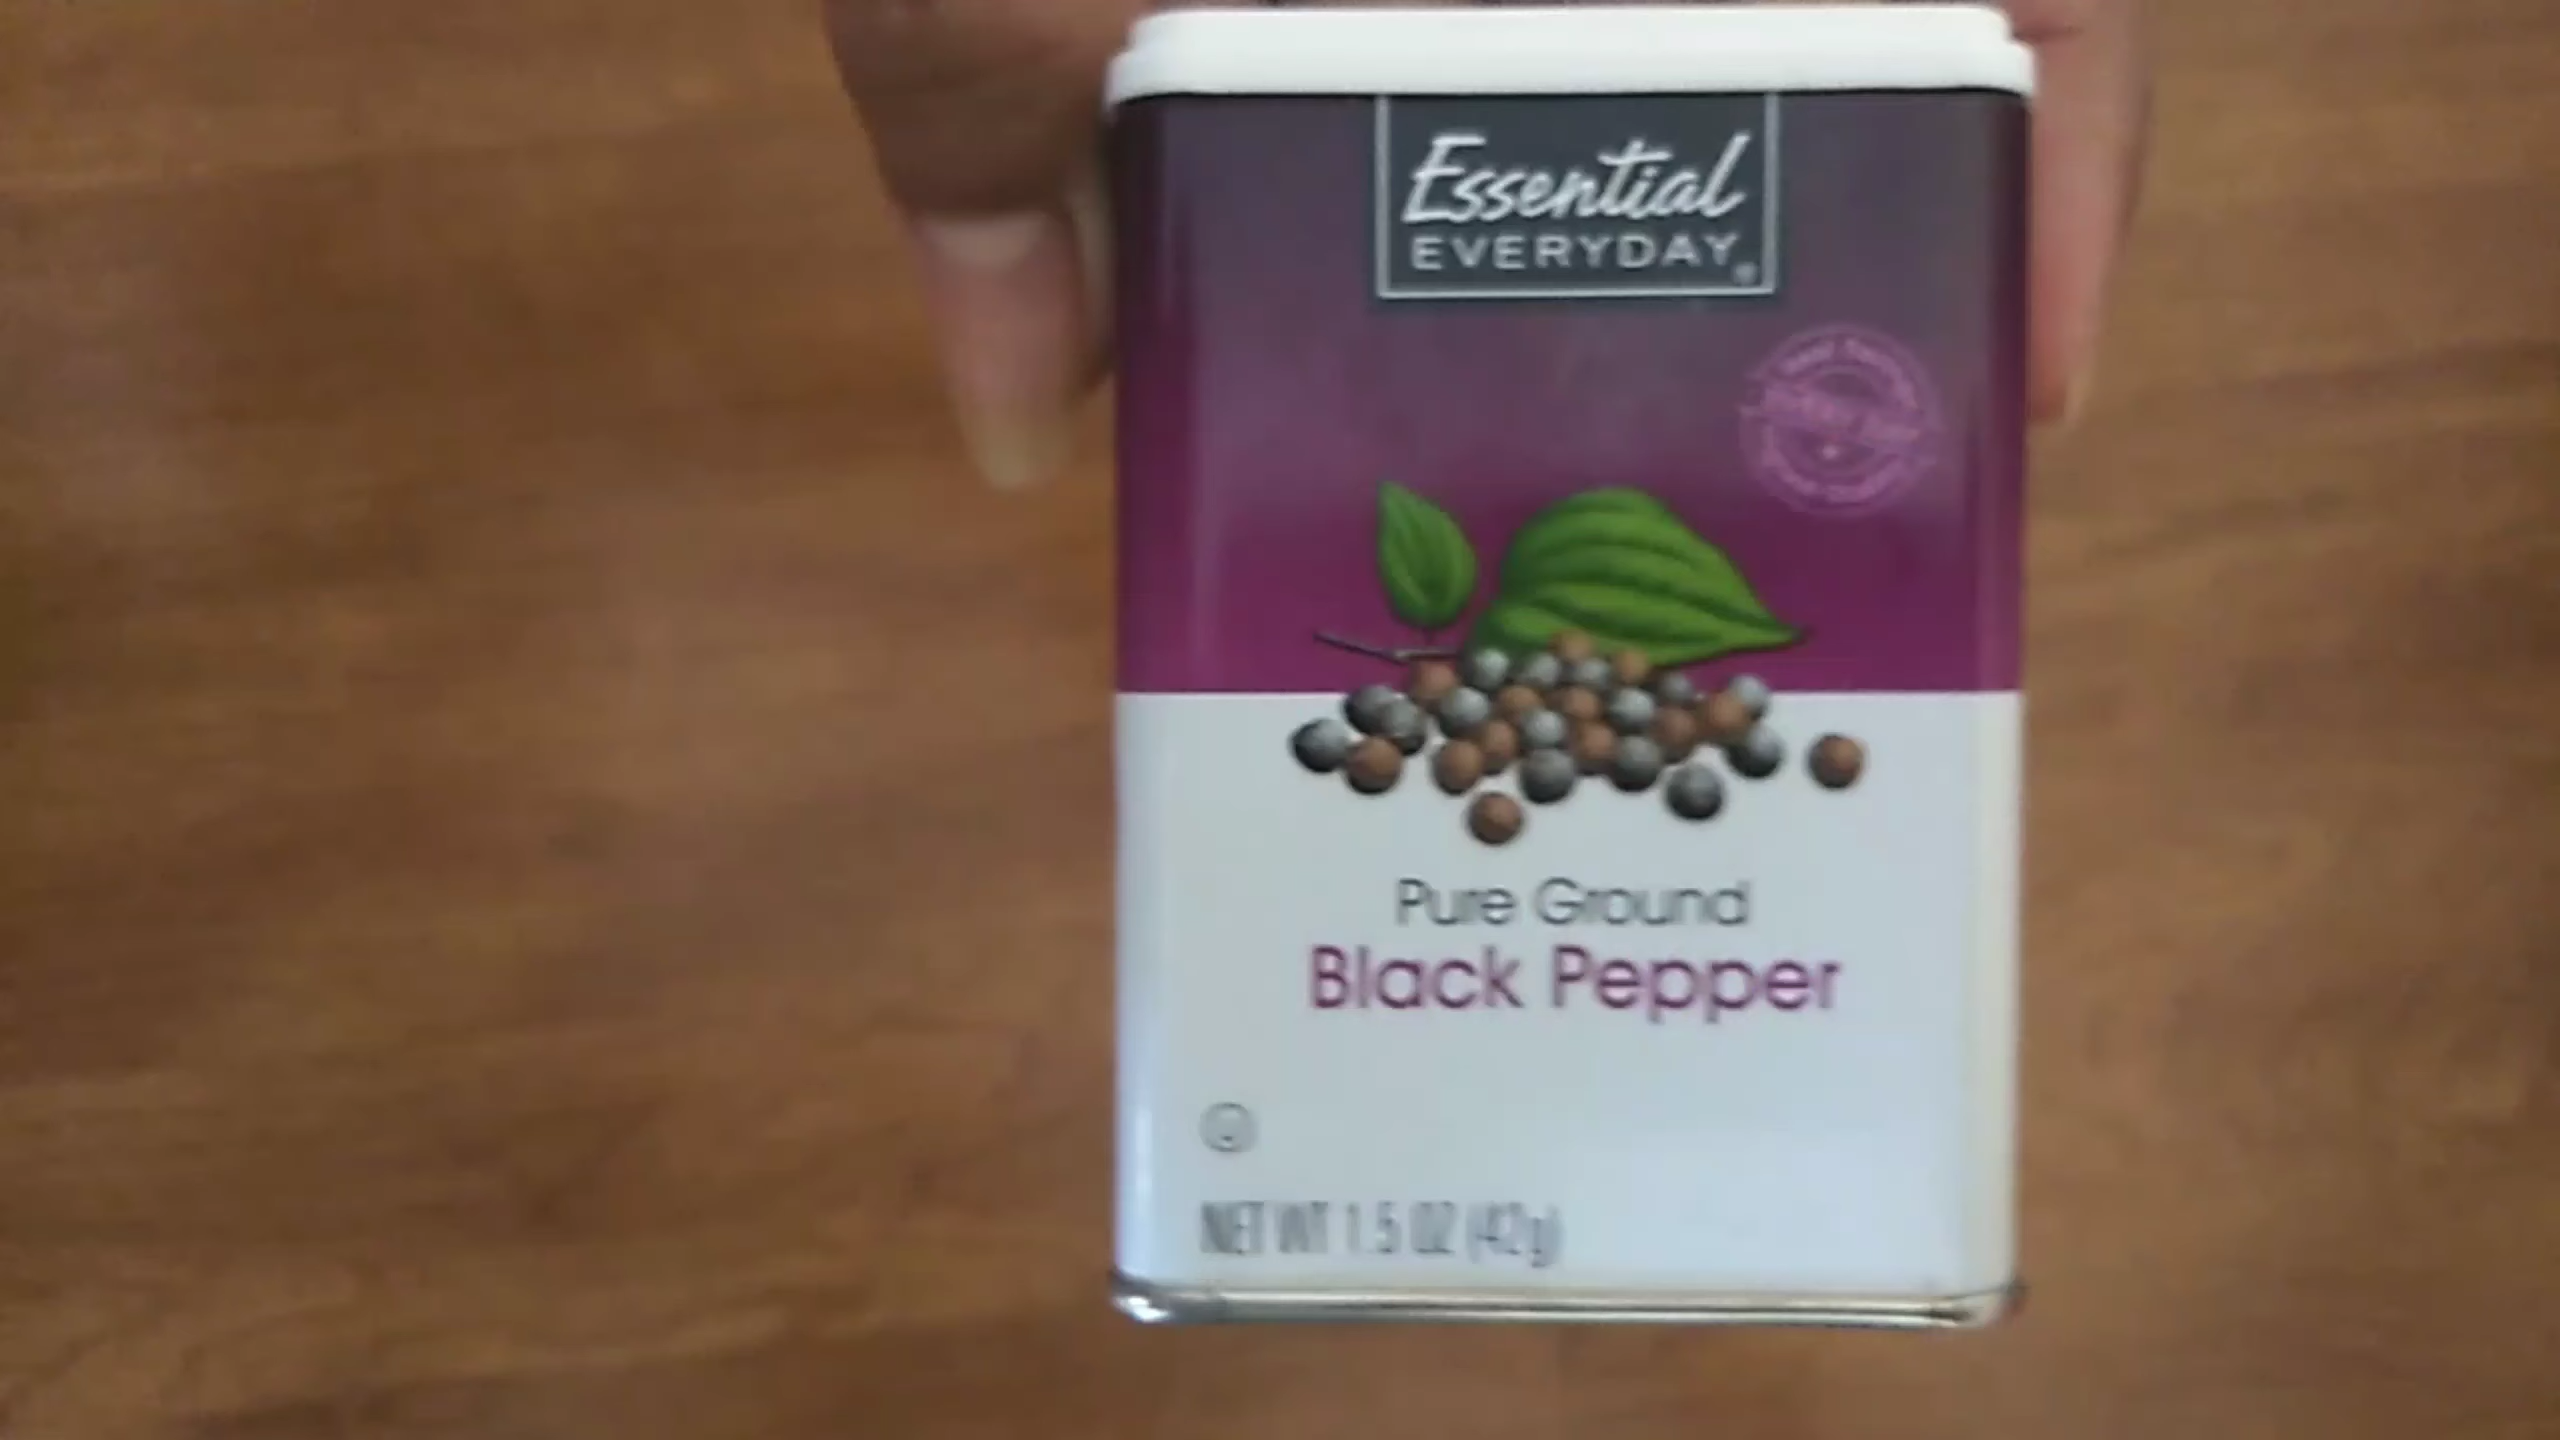 Essential
EVERYDAY®
Pure Ground
Black Pepper
NET WT 1.5 OZ (42g)